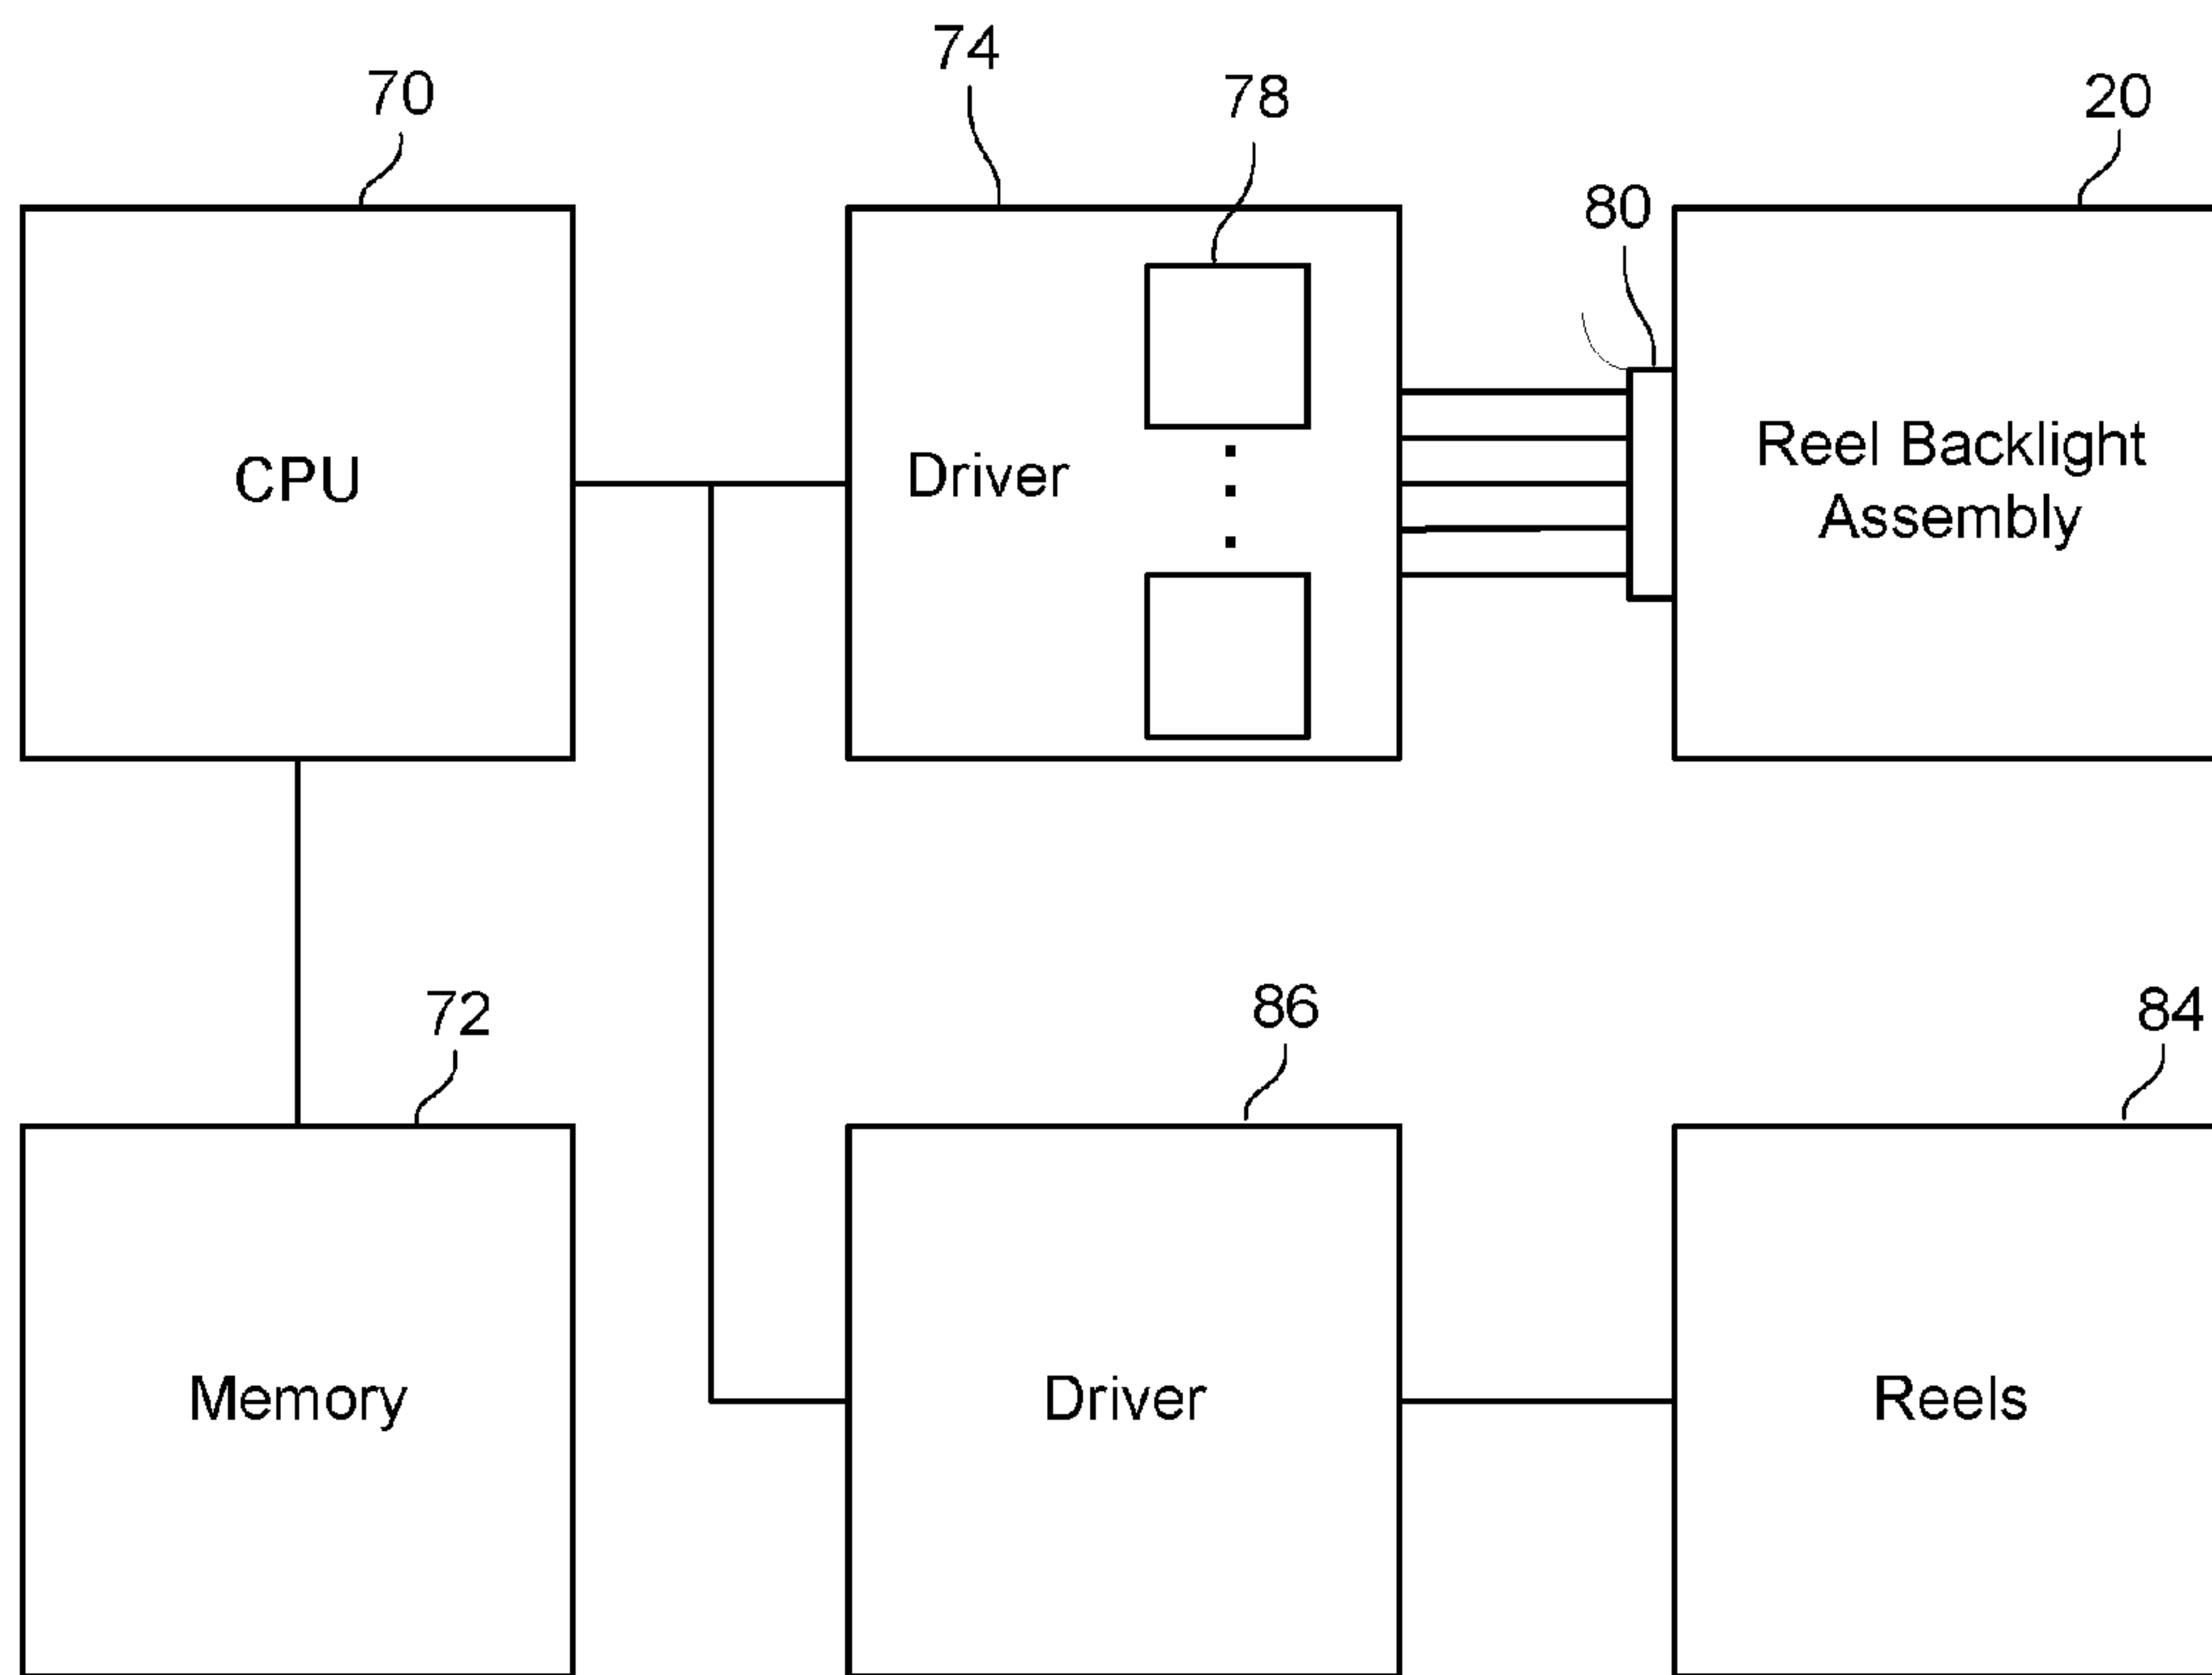 74
70
78
20
80
CPU
Driver
Reel Backlight
Assembly
72
86
84
Memory
Driver
Reels